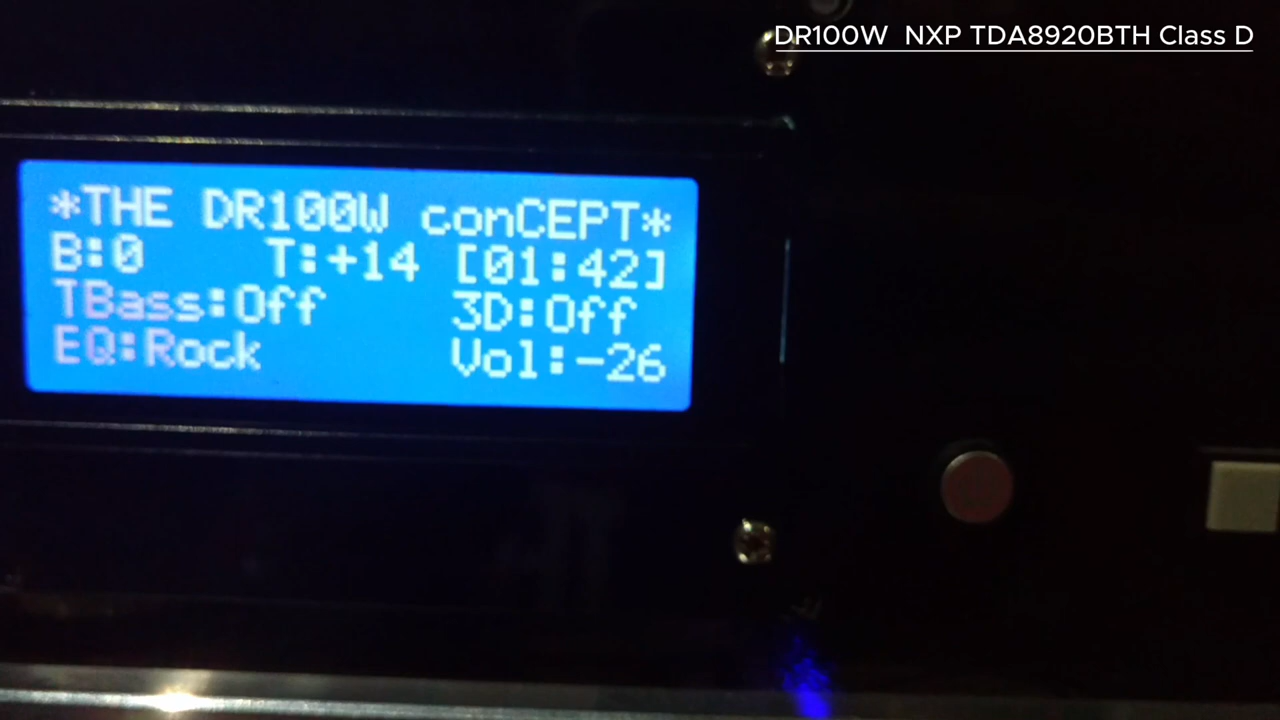 DR100W  NXP TDA8920BTH Class D
*THE DR100W conCEPT*
B:0 T:+14 [01:42]
TBass:Off 3D:Off
EQ:Rock Vol:-26